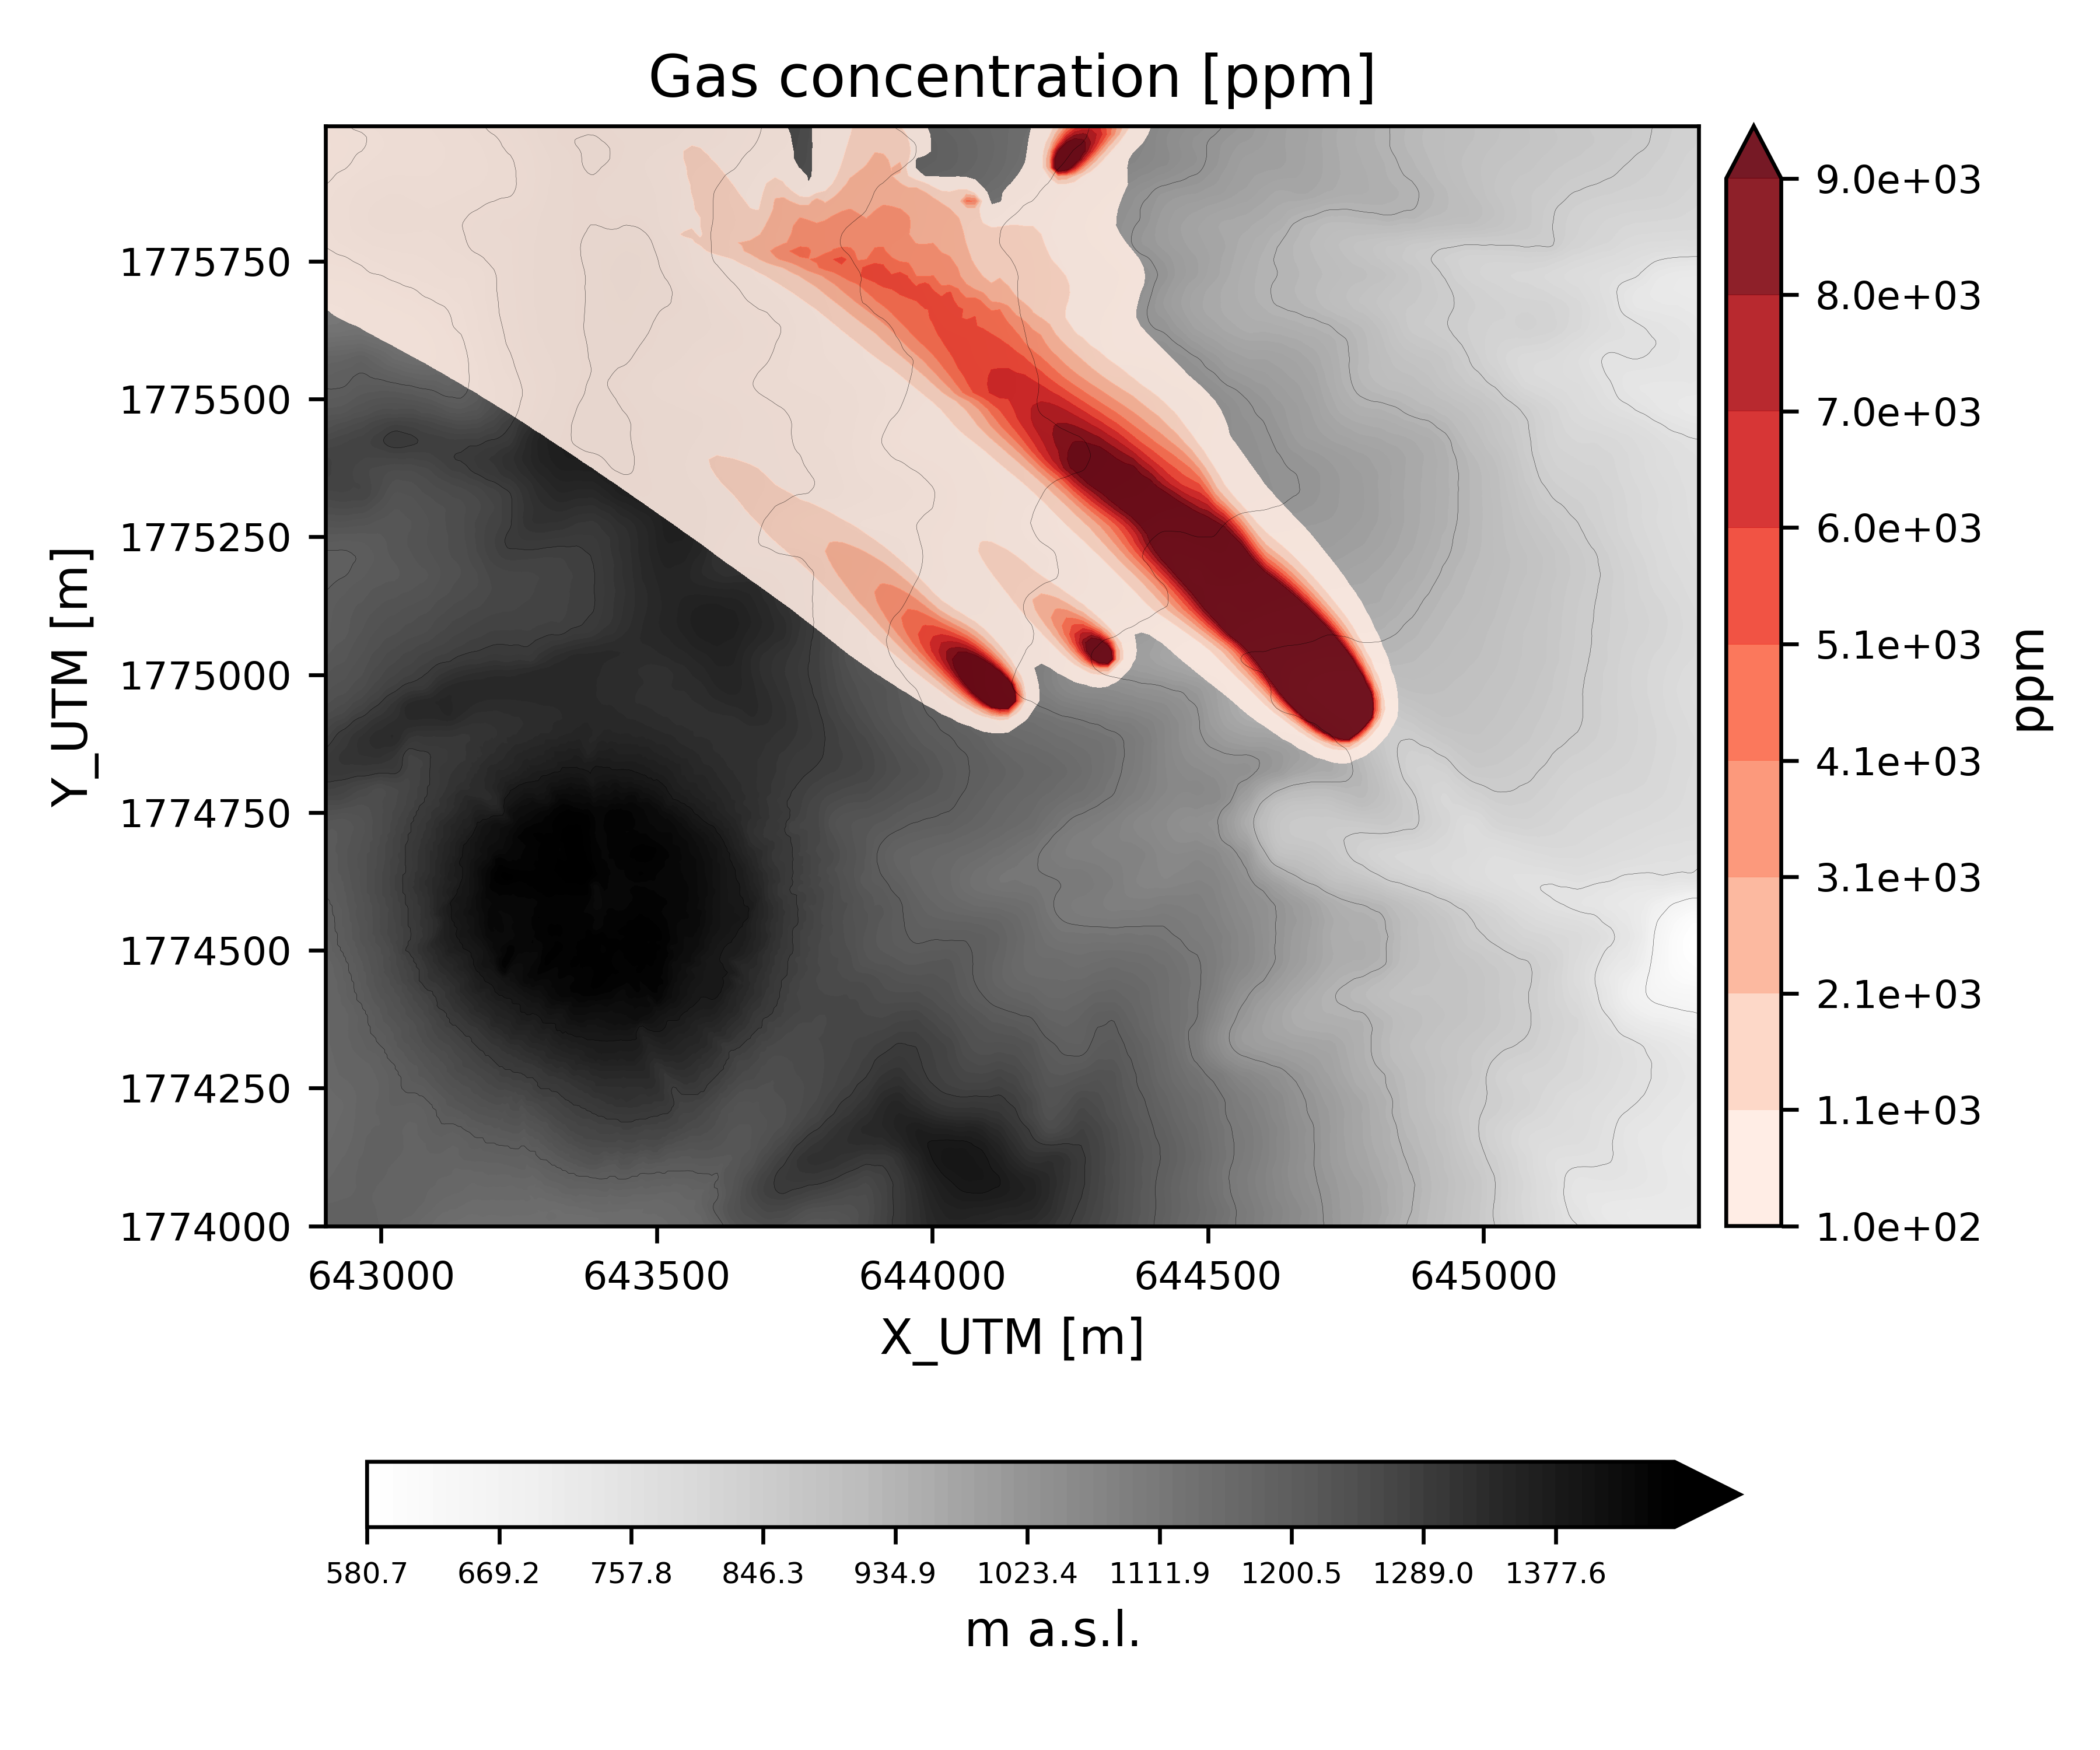 Gas concentration [ppm]
1775750
1775500
1775250
1775000
1774750
1774500
1774250
1774000
Y_UTM [m]
643000 643500 644000 644500 645000
X_UTM [m]
9.0e+03
8.0e+03
7.0e+03
6.0e+03
5.1e+03
4.1e+03
3.1e+03
2.1e+03
1.1e+03
1.0e+02
ppm
580.7 669.2 757.8 846.3 934.9 1023.4 1111.9 1200.5 1289.0 1377.6
m a.s.l.